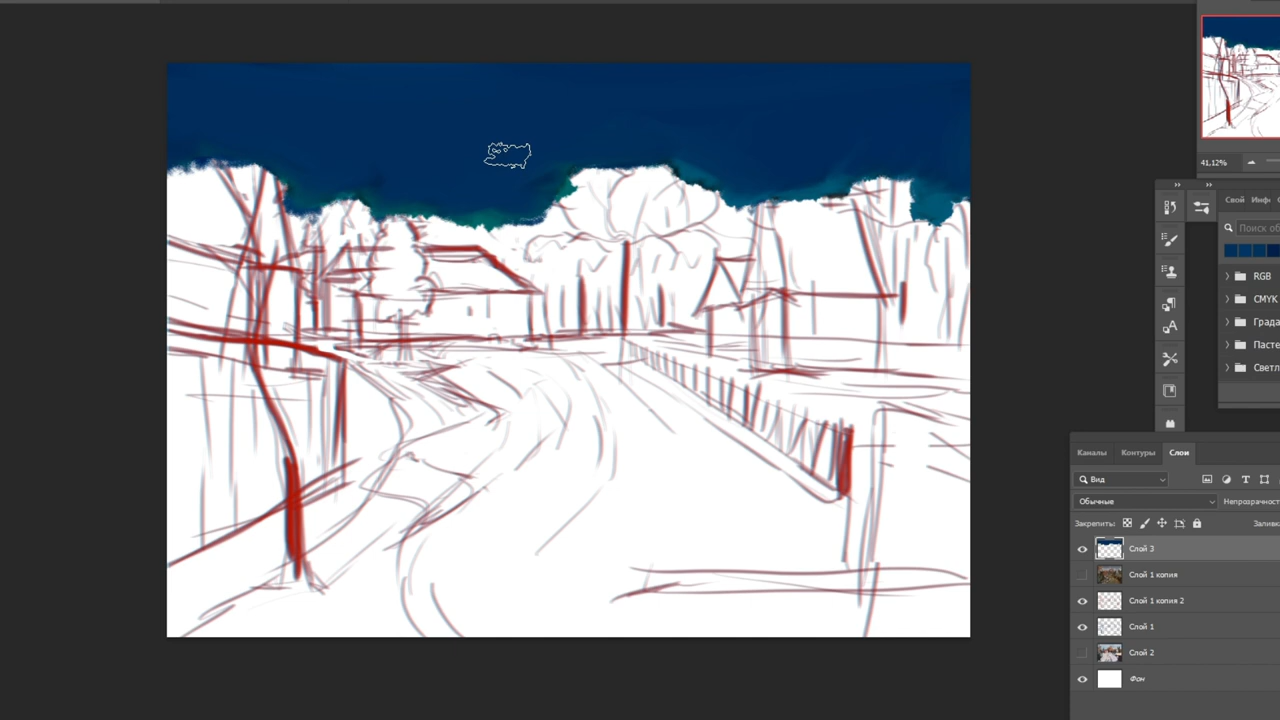 41,12%
Свой Инф
Поиск об
RGB
CMYK
Града
Пасте
Светл
Каналы Контуры Слои
Вид
Обычные Непрозрачност
Закрепить: Заливк
Слой 3
Слой 1 копия
Слой 1 копия 2
Слой 1
Слой 2
Фон